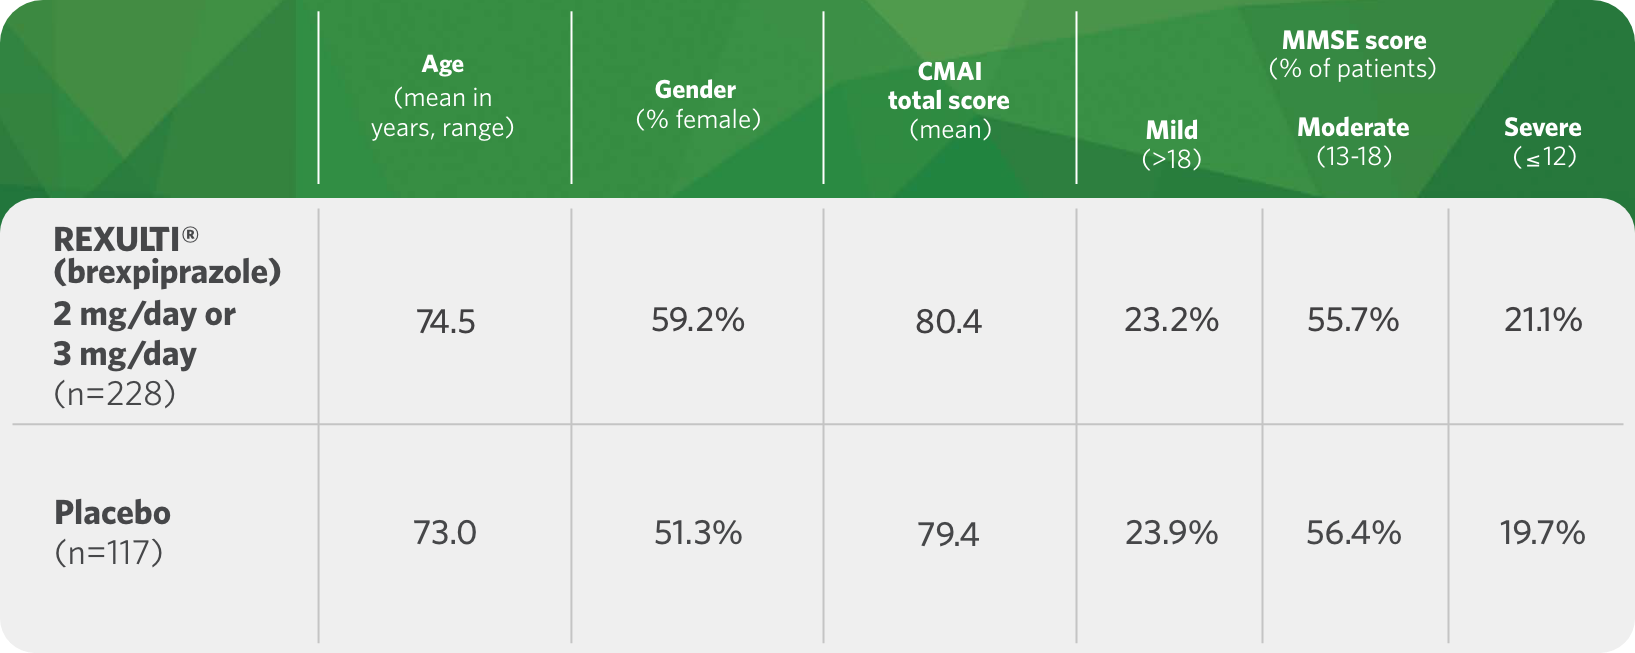 Age
(mean in
years, range)
Gender
(% female)
CMAI
total score
(mean)
MMSE score
(% of patients)
Mild
(>18)
Moderate
(13-18)
Severe
(≤12)
REXULTI®
(brexpiprazole)
2 mg/day or
3 mg/day
(n=228)
74.5
59.2%
80.4
23.2%
55.7%
21.1%
Placebo
(n=117)
73.0
51.3%
79.4
23.9%
56.4%
19.7%